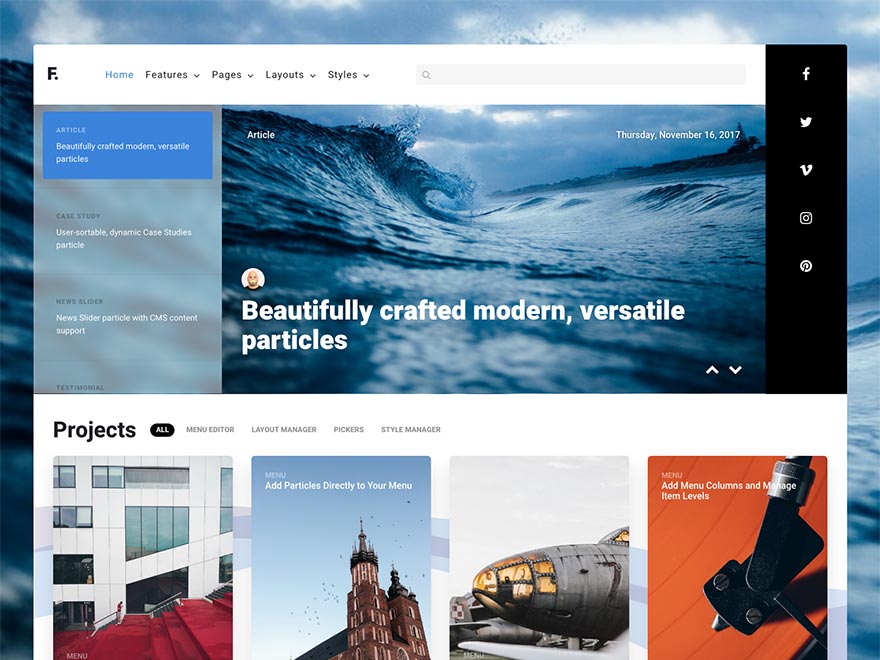 F.
Home Features Pages Layouts Styles
ARTICLE
Beautifully crafted modern, versatile
particles
CASE STUDY
User-sortable, dynamic Case Studies
particle
NEWS SLIDER
News Slider particle with CMS content
support
TESTIMONIAL
Article
Thursday, November 16, 2017
Beautifully crafted modern, versatile
particles
Projects
ALL MENU EDITOR LAYOUT MANAGER PICKERS STYLE MANAGER
MENU
MENU
Add Particles Directly to Your Menu
MENU
MENU
Add Menu Columns and Manage
Item Levels